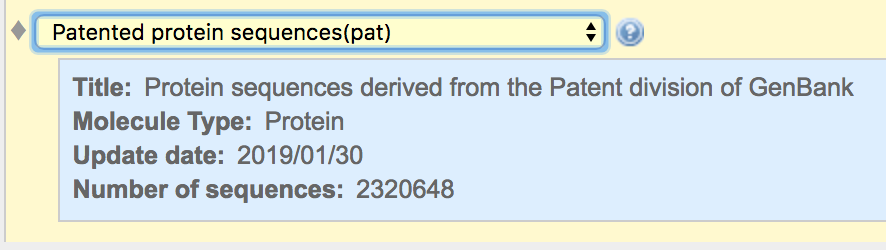 Patented protein sequences(pat)
Title: Protein sequences derived from the Patent division of GenBank
Molecule Type: Protein
Update date: 2019/01/30
Number of sequences: 2320648